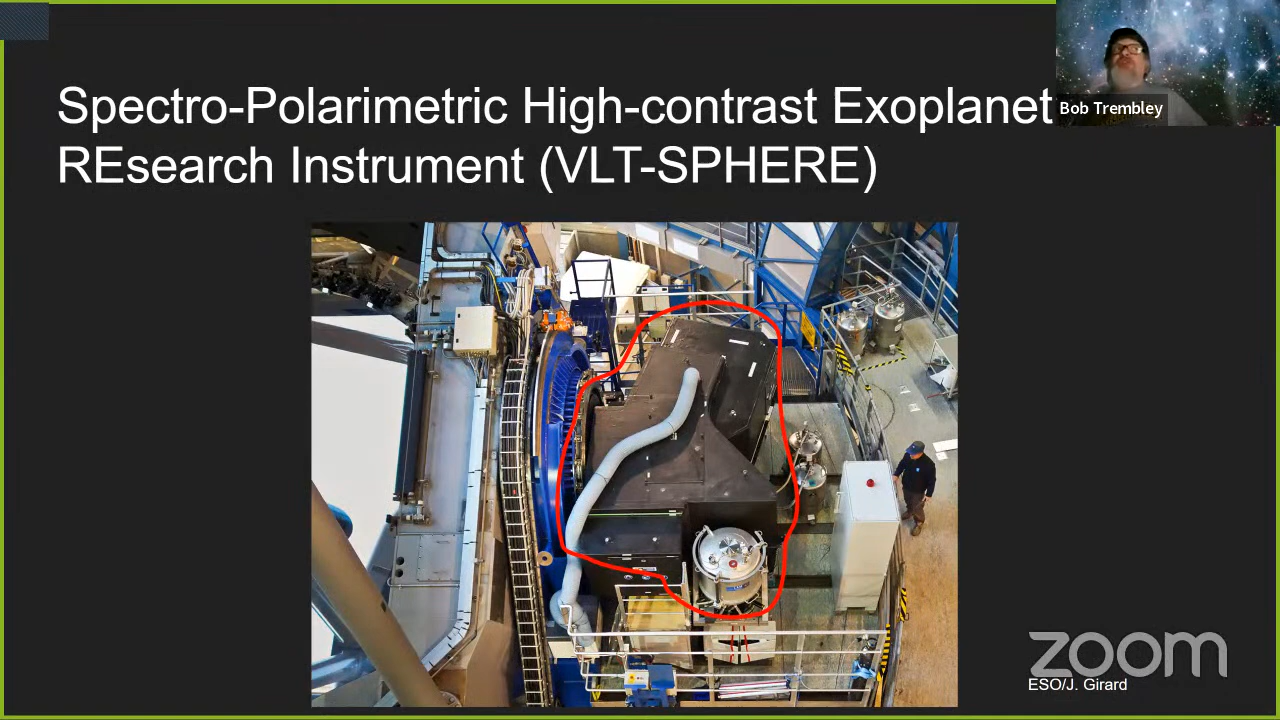 Spectro-Polarimetric High-contrast Exoplanet
REsearch Instrument (VLT-SPHERE)
Bob Trembley
zoom
ESO/J. Girard